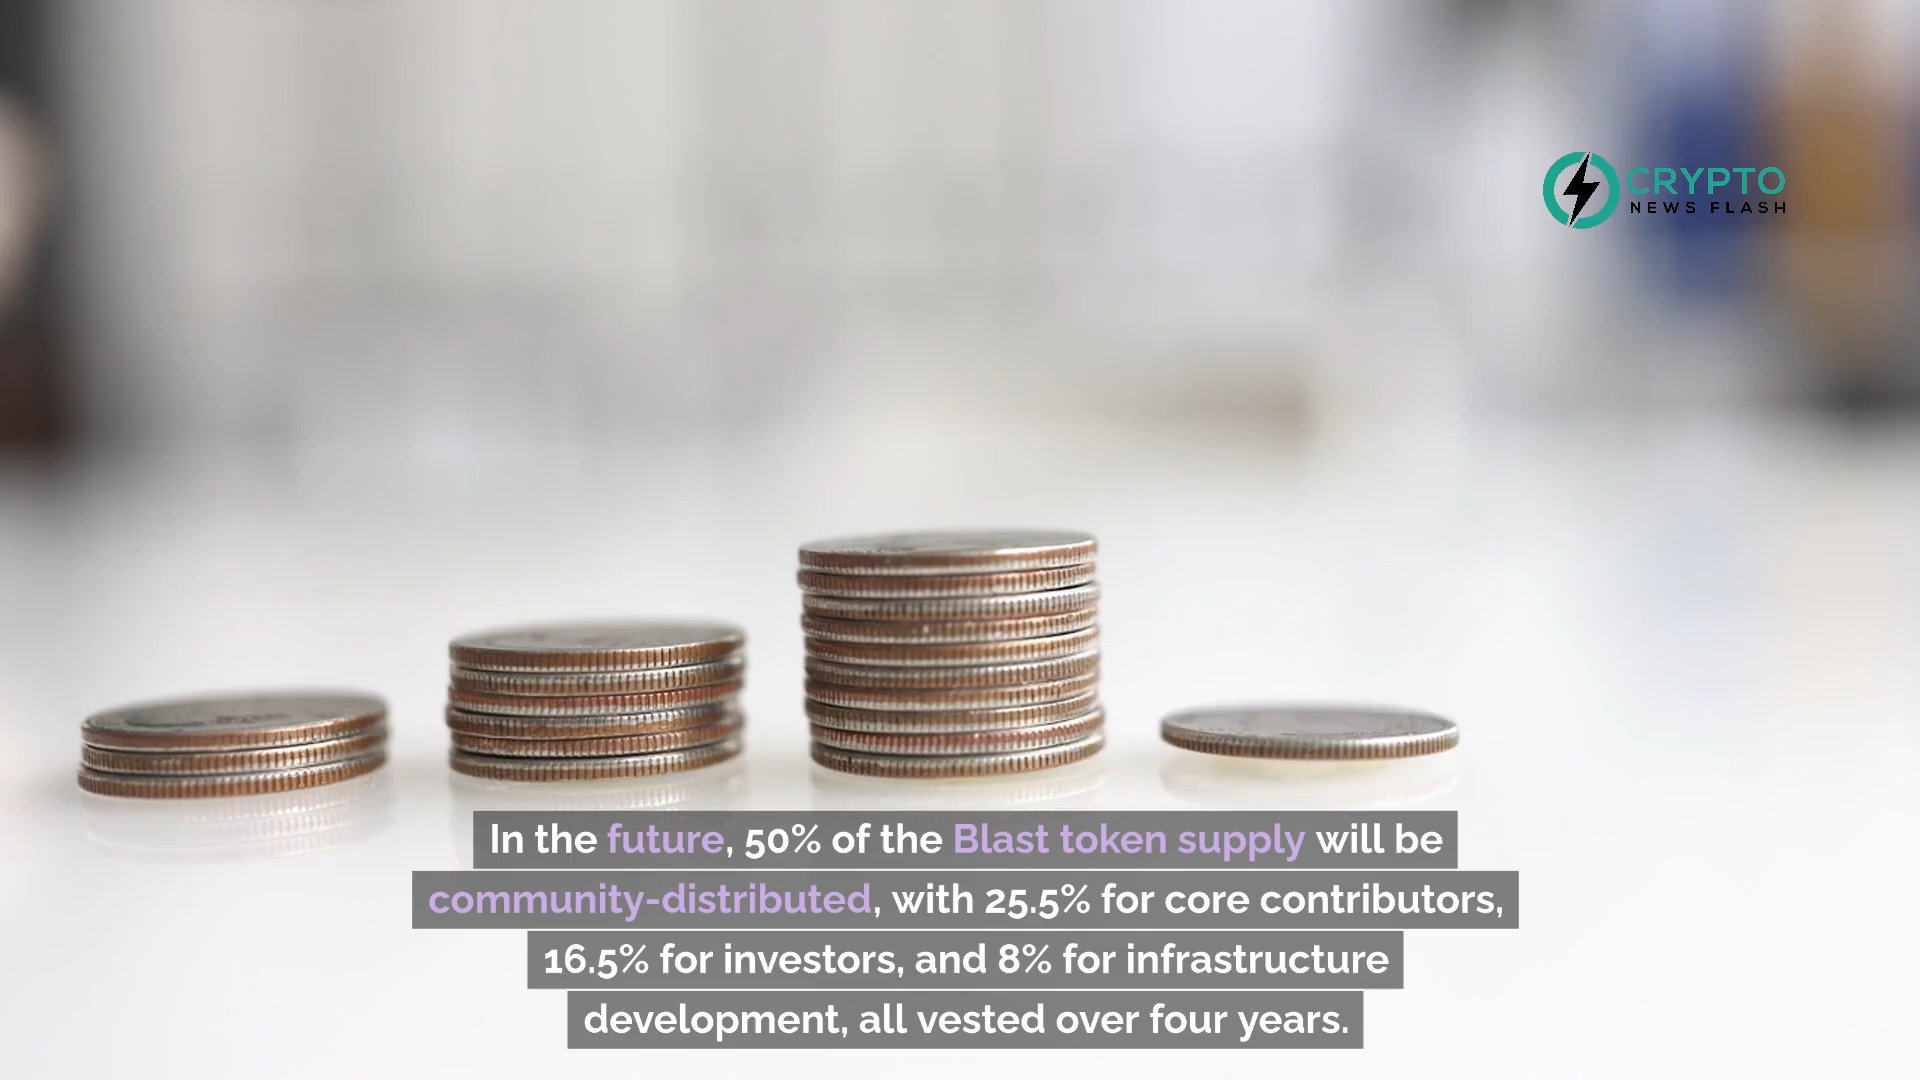 CRYPTO
NEWS FLASH
In the future, 50% of the Blast token supply will be
community-distributed, with 25.5% for core contributors,
16.5% for investors, and 8% for infrastructure
development, all vested over four years.